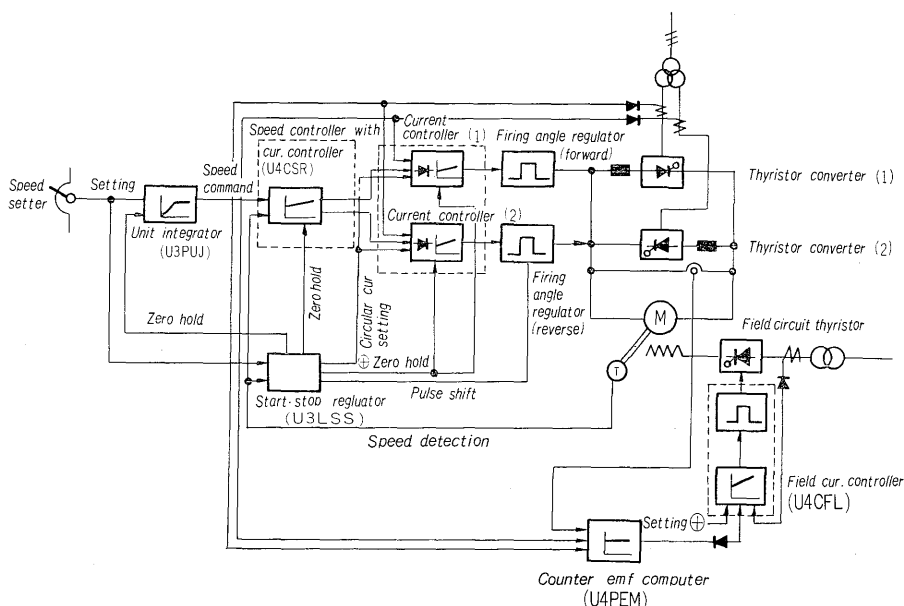 Speed controller with
cur. controller
(U4CSR)
Current
controller (1)
Firing angle regulator
(forward)
Thyristor converter (1)
Speed
setter
Setting
Speed
command
Unit integrator
(U3PUJ)
Current controller (2)
Thyristor converter (2)
Firing
angle
regulator
(reverse)
Zero hold
Zero hold
Circular cur
setting
⊕ Zero hold
Pulse shift
Start-stop regluator
(U3LSS)
Speed detection
M
T
Field circuit thyristor
Field cur. controller
(U4CFL)
Setting ⊕
Counter emf computer
(U4PEM)